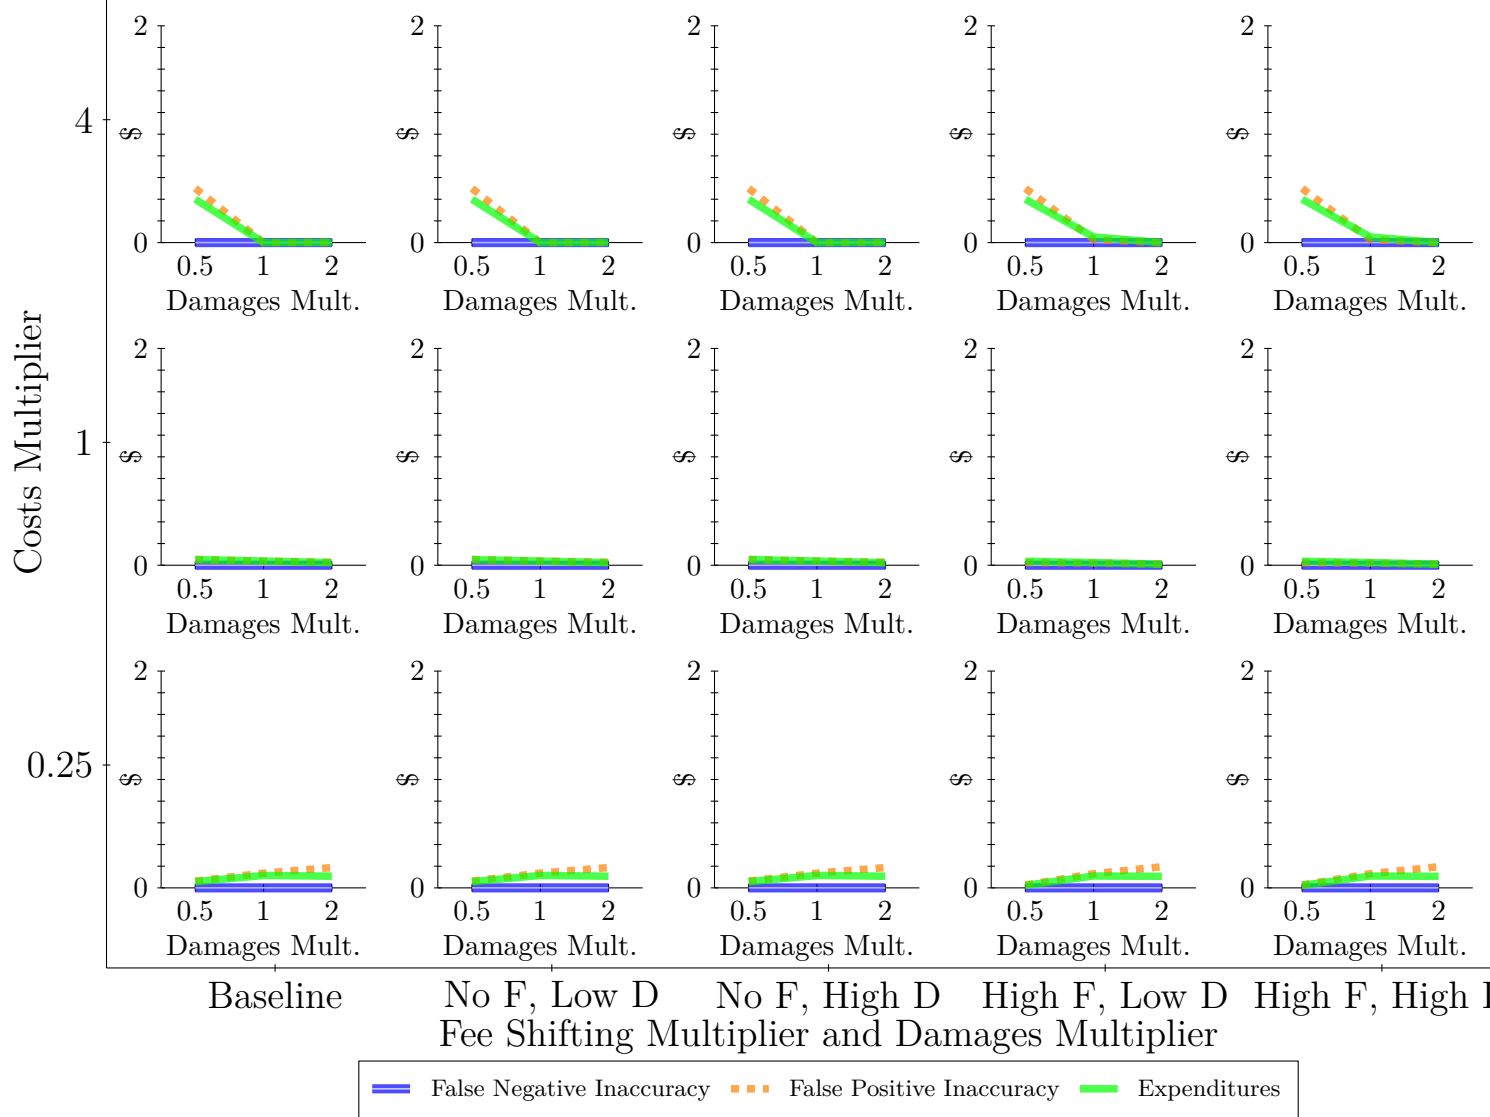 2 2 2 2 2
4 $ $ $ $ $
0 0 0 0 0
0.5 1 2 0.5 1 2 0.5 1 2 0.5 1 2 0.5 1 2
Damages Mult. Damages Mult. Damages Mult. Damages Mult. Damages Mult.
Costs Multiplier
2 2 2 2 2
1 $ $ $ $ $
0 0 0 0 0
0.5 1 2 0.5 1 2 0.5 1 2 0.5 1 2 0.5 1 2
Damages Mult. Damages Mult. Damages Mult. Damages Mult. Damages Mult.
2 2 2 2 2
0.25 $ $ $ $ $
0 0 0 0 0
0.5 1 2 0.5 1 2 0.5 1 2 0.5 1 2 0.5 1 2
Damages Mult. Damages Mult. Damages Mult. Damages Mult. Damages Mult.
Baseline No F, Low D No F, High D High F, Low D High F, High
Fee Shifting Multiplier and Damages Multiplier
False Negative Inaccuracy False Positive Inaccuracy Expenditures